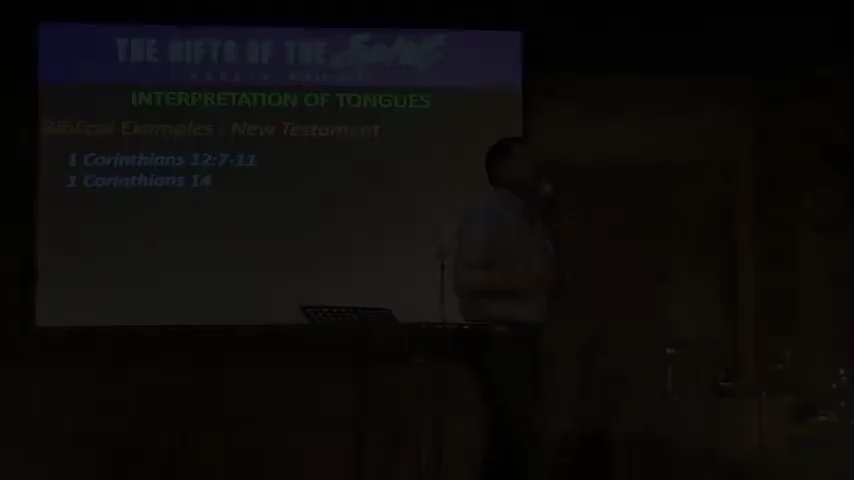 THE GIFTS OF THE Spirit
INTERPRETATION OF TONGUES
Biblical Examples : New Testament
1 Corinthians 12:7-11
1 Corinthians 14